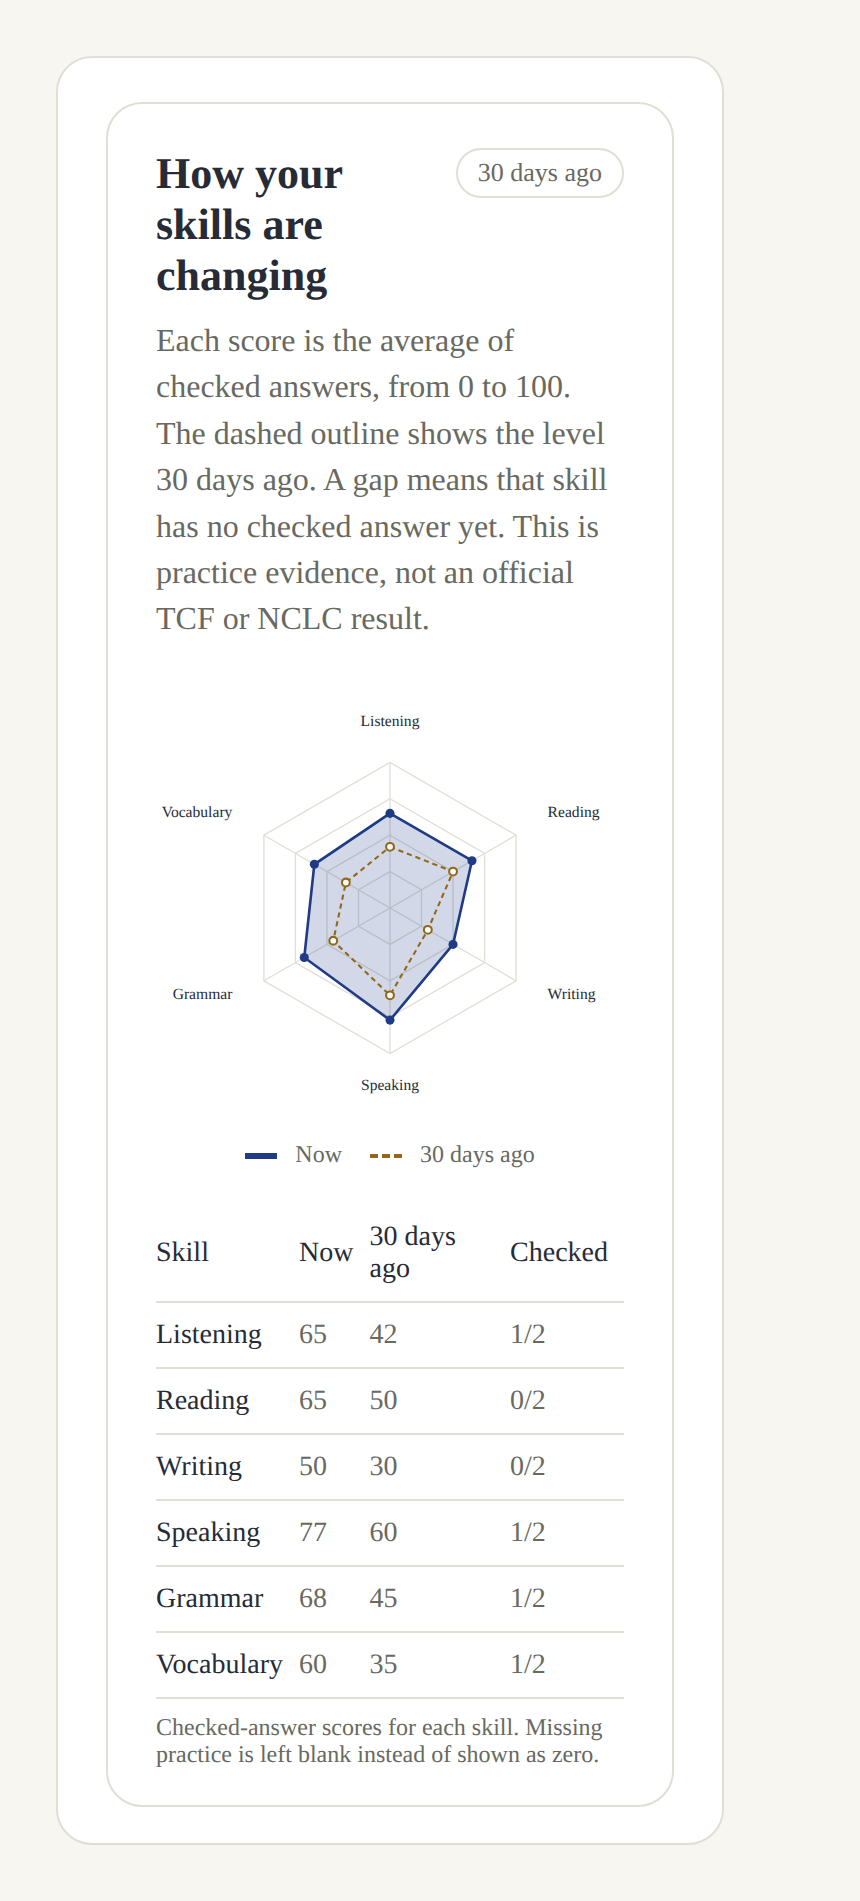 How your
skills are
changing
30 days ago
Each score is the average of
checked answers, from 0 to 100.
The dashed outline shows the level
30 days ago. A gap means that skill
has no checked answer yet. This is
practice evidence, not an official
TCF or NCLC result.
Listening
Vocabulary
Reading
Grammar
Writing
Speaking
Now 30 days ago
Skill Now 30 days ago Checked
Listening 65 42 1/2
Reading 65 50 0/2
Writing 50 30 0/2
Speaking 77 60 1/2
Grammar 68 45 1/2
Vocabulary 60 35 1/2
Checked-answer scores for each skill. Missing
practice is left blank instead of shown as zero.